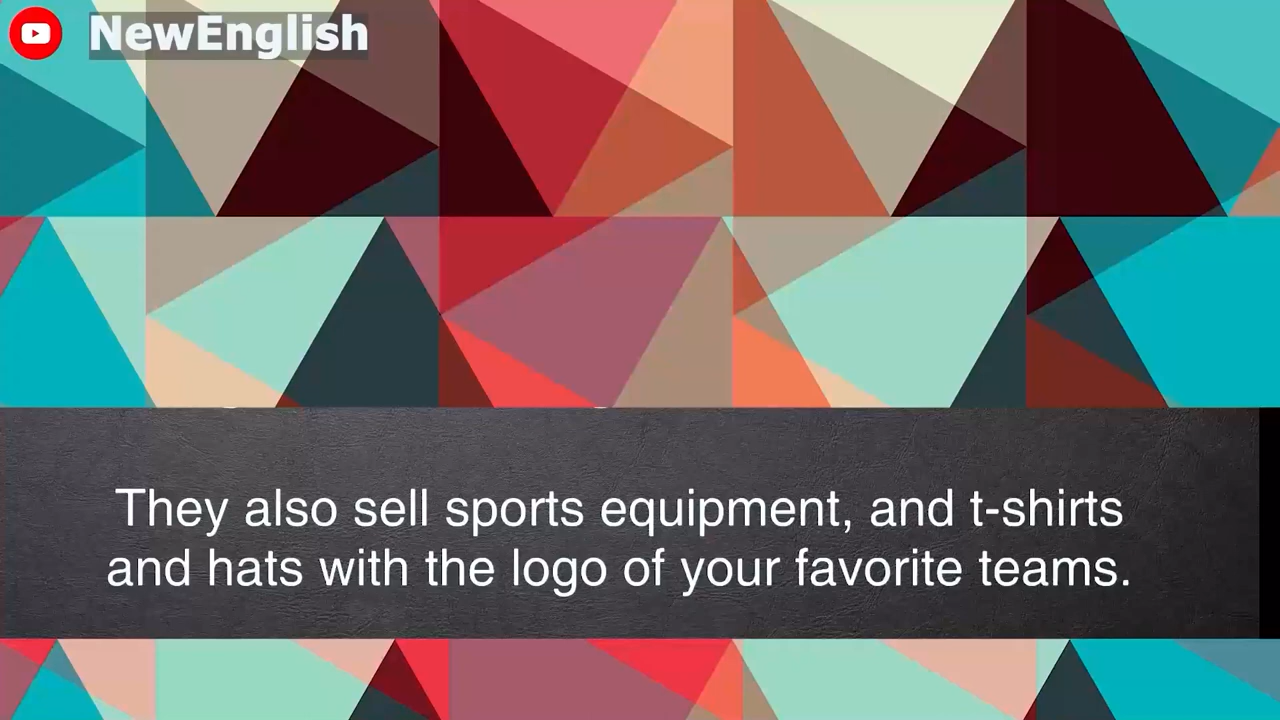 NewEnglish
They also sell sports equipment, and t-shirts
and hats with the logo of your favorite teams.